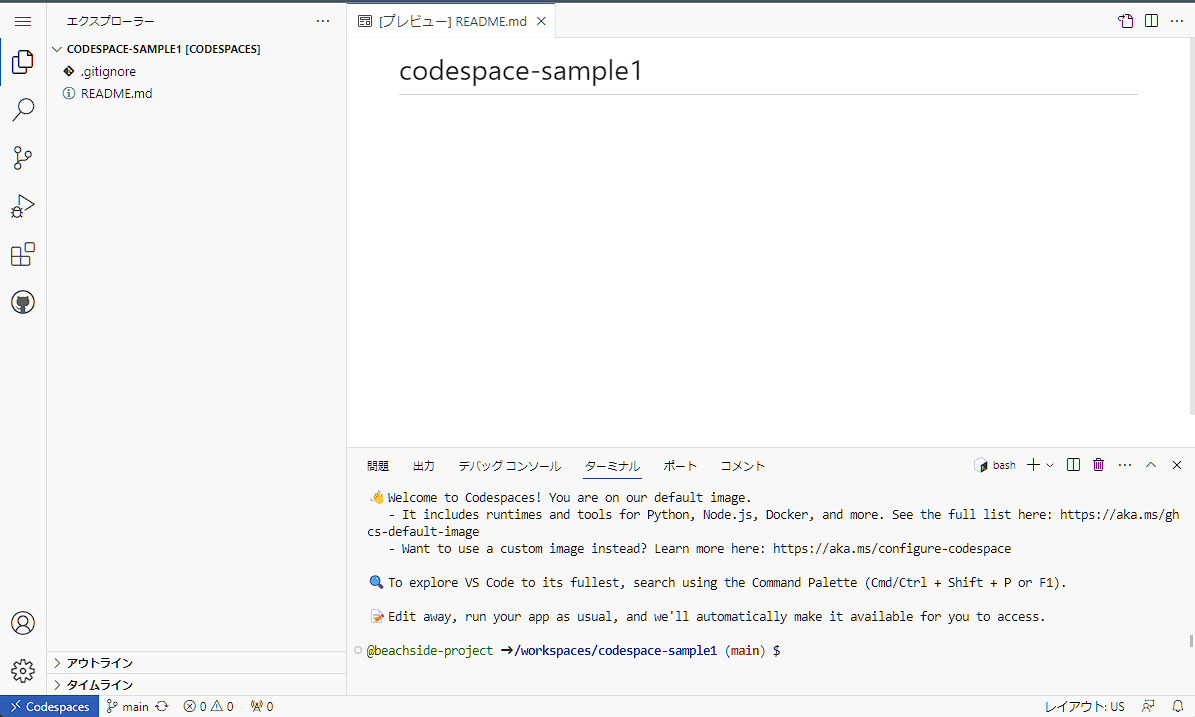 エクスプローラー
CODESPACE-SAMPLE1 [CODESPACES]
.gitignore
README.md
アウトライン
タイムライン
[プレビュー] README.md
codespace-sample1
問題 出力 デバッグ コンソール ターミナル ポート コメント
bash
Welcome to Codespaces! You are on our default image.
- It includes runtimes and tools for Python, Node.js, Docker, and more. See the full list here: https://aka.ms/gh
cs-default-image
- Want to use a custom image instead? Learn more here: https://aka.ms/configure-codespace
To explore VS Code to its fullest, search using the Command Palette (Cmd/Ctrl + Shift + P or F1).
Edit away, run your app as usual, and we'll automatically make it available for you to access.
@beachside-project ➜/workspaces/codespace-sample1 (main) $
Codespaces main 0 0 0 レイアウト: US